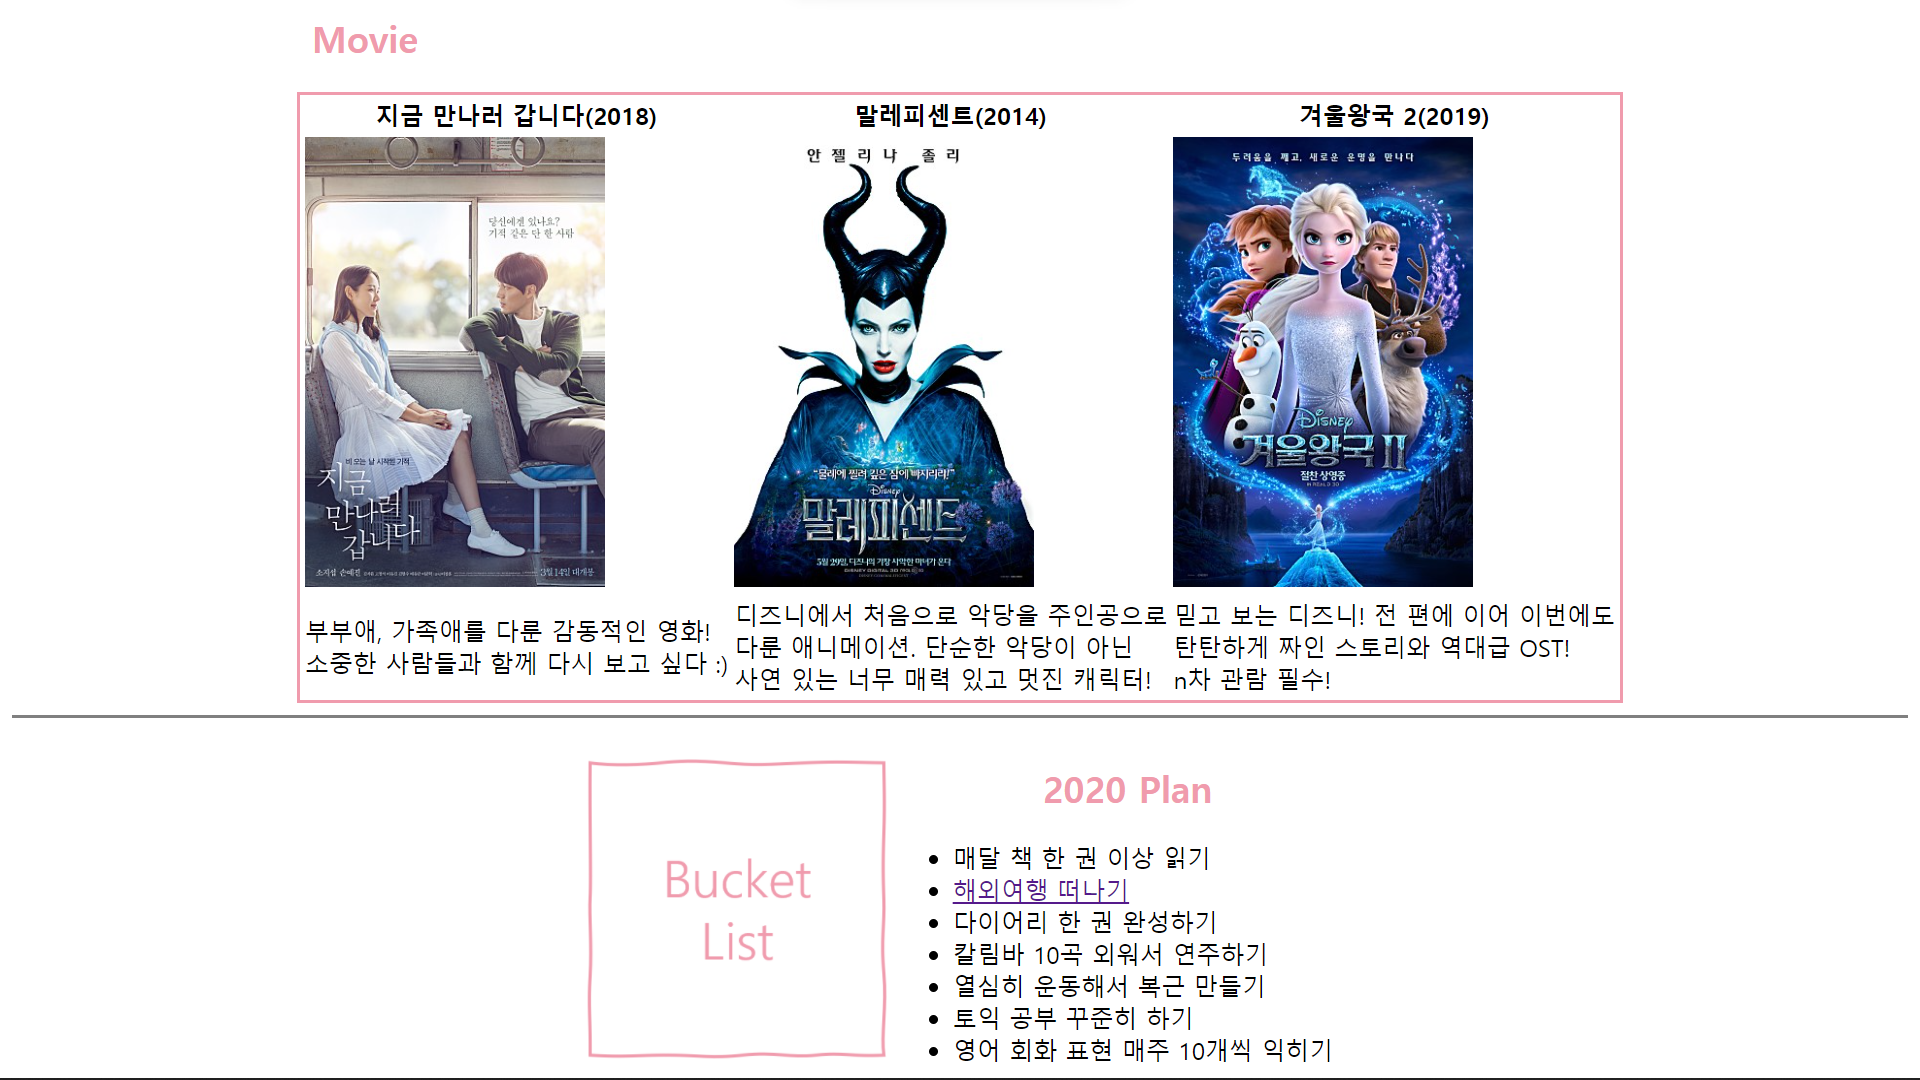 Movie
지금 만나러 갑니다(2018)
말레피센트(2014)
겨울왕국 2(2019)
당신에겐 있나요?
기적 같은 단 한 사람
비 오는 날 시작된 기적
지금
만나러
갑니다
소지섭 손예진
3월 14일 대개봉
안젤리나 졸리
"물레에 찔려 깊은 잠에 빠지리라!"
Disney
말레피센트
5월 29일, 디즈니의 가장 사악한 마녀가 온다
두려움을 깨고, 새로운 운명을 만나다
Disney
겨울왕국 II
절찬 상영중
IN REAL D 3D
부부애, 가족애를 다룬 감동적인 영화!
소중한 사람들과 함께 다시 보고 싶다 :)
디즈니에서 처음으로 악당을 주인공으로
다룬 애니메이션. 단순한 악당이 아닌
사연 있는 너무 매력 있고 멋진 캐릭터!
믿고 보는 디즈니! 전 편에 이어 이번에도
탄탄하게 짜인 스토리와 역대급 OST!
n차 관람 필수!
Bucket
List
2020 Plan
매달 책 한 권 이상 읽기
해외여행 떠나기
다이어리 한 권 완성하기
칼림바 10곡 외워서 연주하기
열심히 운동해서 복근 만들기
토익 공부 꾸준히 하기
영어 회화 표현 매주 10개씩 익히기